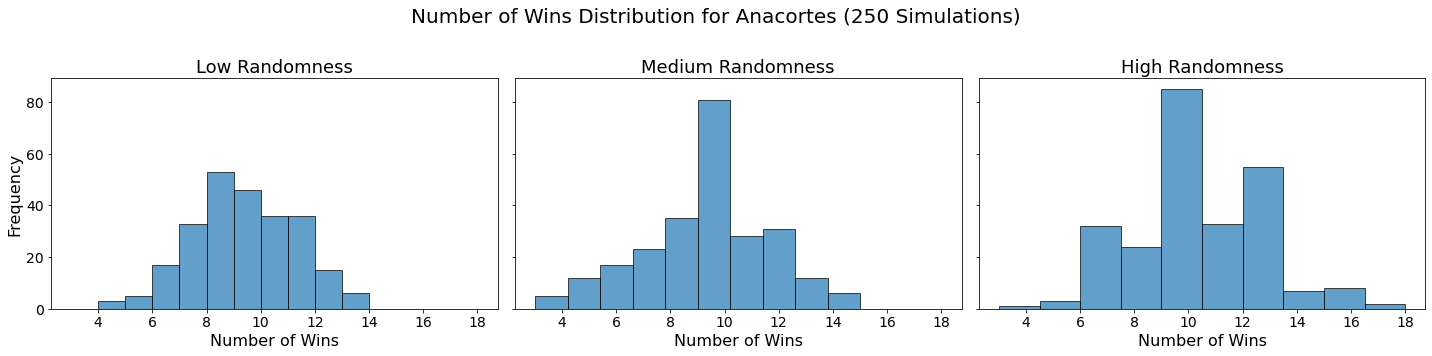 Number of Wins Distribution for Anacortes (250 Simulations)
Low Randomness
Medium Randomness
High Randomness
Frequency
80
60
40
20
0
4 6 8 10 12 14 16 18
4 6 8 10 12 14 16 18
4 6 8 10 12 14 16 18
Number of Wins
Number of Wins
Number of Wins